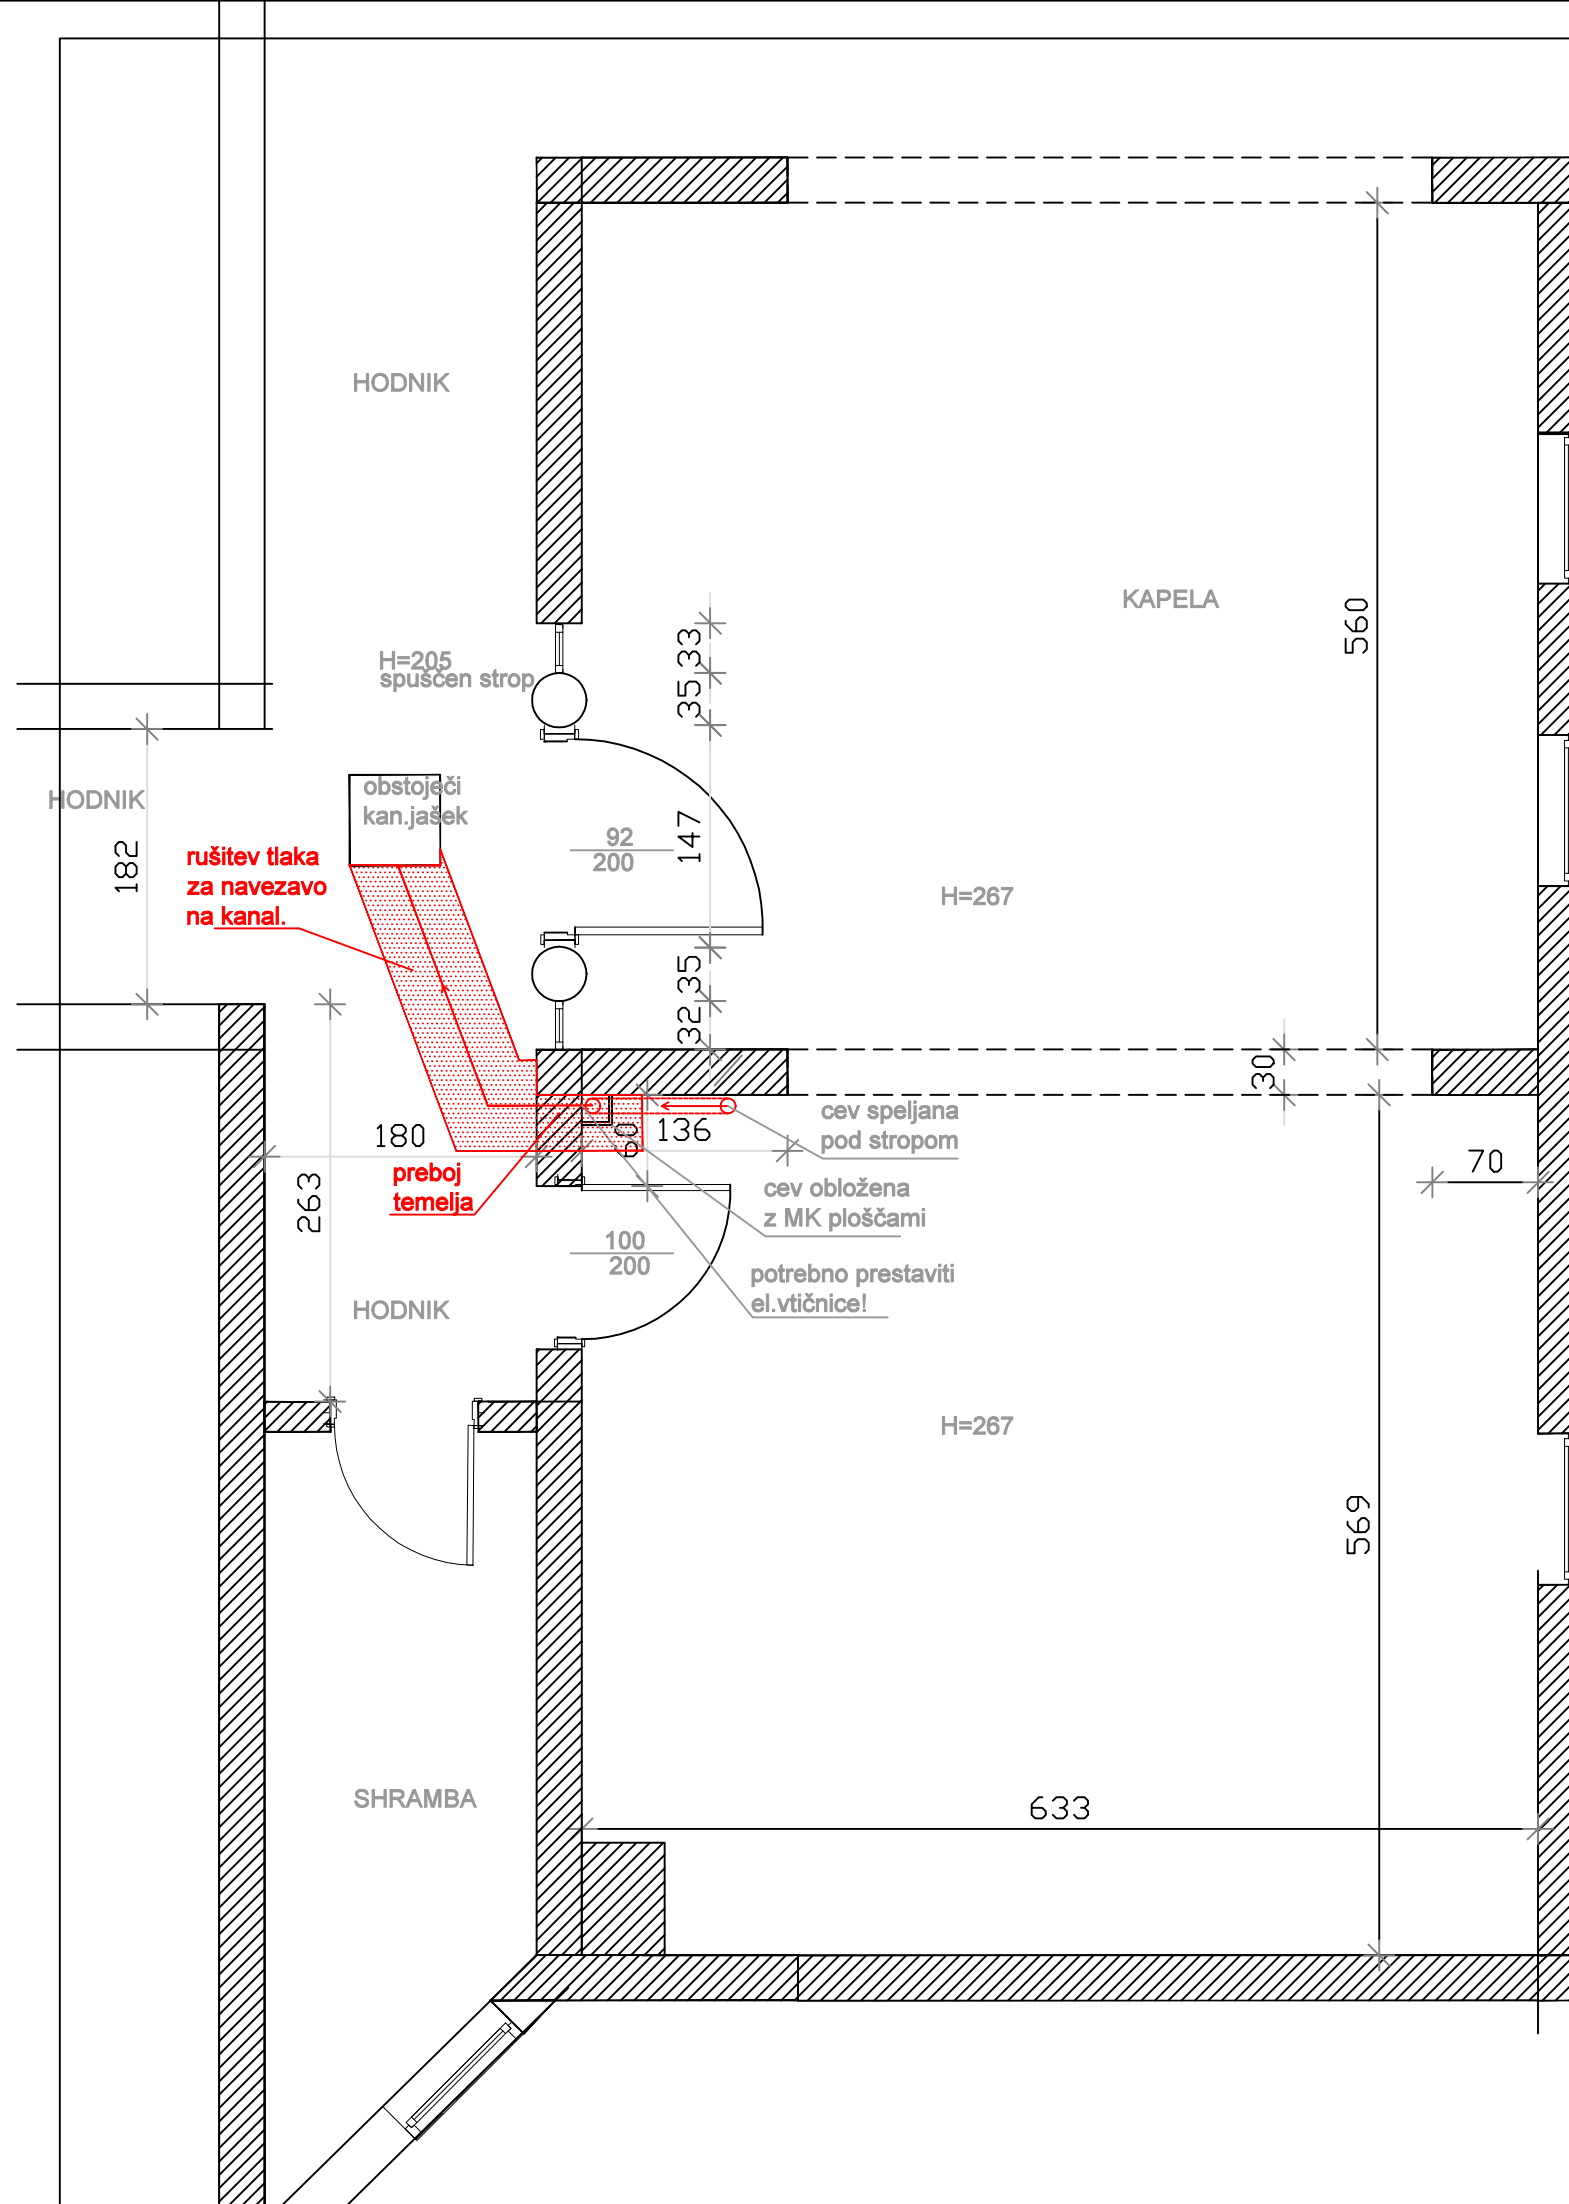 HODNIK
KAPELA
560
33
H=205
spuščen strop
35
obstoječi
kan.jašek
HODNIK
92
200
147
182
rušitev tlaka
za navezavo
na kanal.
H=267
35
32
30
cev speljana
pod stropom
180
60
136
70
preboj
temelja
263
cev obložena
z MK ploščami
100
200
potrebno prestaviti
el.vtičnice!
HODNIK
H=267
569
SHRAMBA
633